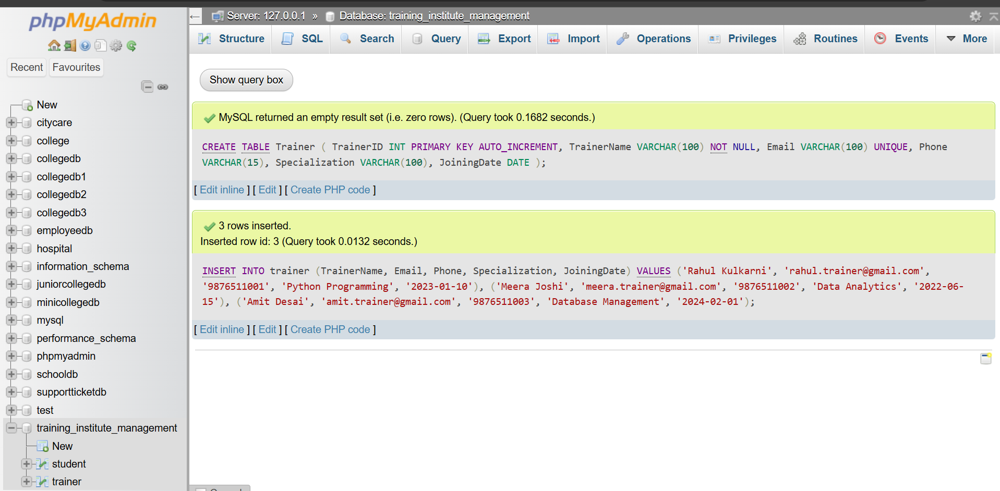 phpMyAdmin
Recent
Favourites
New
citycare
college
collegedb
collegedb1
collegedb2
collegedb3
employeedb
hospital
information_schema
juniorcollegedb
minicollegedb
mysql
performance_schema
phpmyadmin
schooldb
supportticketdb
test
training_institute_management
New
student
trainer
Server: 127.0.0.1 » Database: training_institute_management
Structure SQL Search Query Export Import Operations Privileges Routines Events More
Show query box
MySQL returned an empty result set (i.e. zero rows). (Query took 0.1682 seconds.)
CREATE TABLE Trainer ( TrainerID INT PRIMARY KEY AUTO_INCREMENT, TrainerName VARCHAR(100) NOT NULL, Email VARCHAR(100) UNIQUE, Phone
VARCHAR(15), Specialization VARCHAR(100), JoiningDate DATE );
[ Edit inline ] [ Edit ] [ Create PHP code ]
3 rows inserted.
Inserted row id: 3 (Query took 0.0132 seconds.)
INSERT INTO trainer (TrainerName, Email, Phone, Specialization, JoiningDate) VALUES ('Rahul Kulkarni', 'rahul.trainer@gmail.com',
'9876511001', 'Python Programming', '2023-01-10'), ('Meera Joshi', 'meera.trainer@gmail.com', '9876511002', 'Data Analytics', '2022-06-
15'), ('Amit Desai', 'amit.trainer@gmail.com', '9876511003', 'Database Management', '2024-02-01');
[ Edit inline ] [ Edit ] [ Create PHP code ]